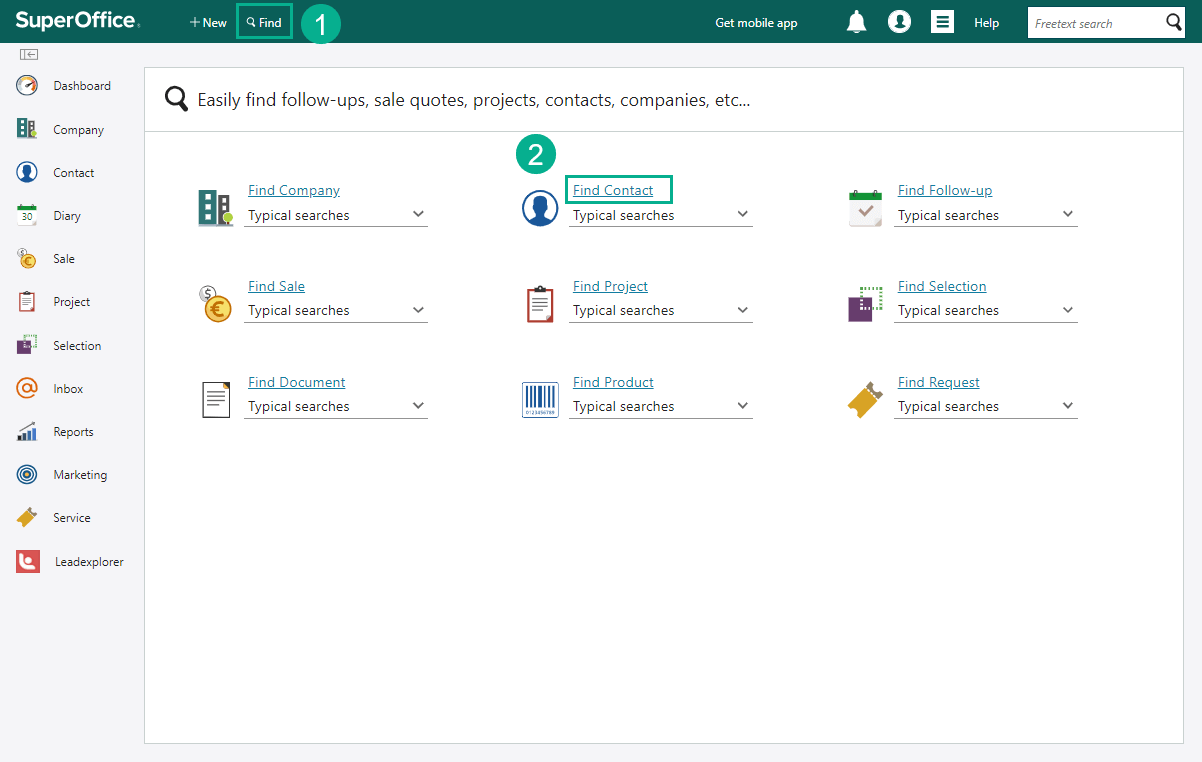 SuperOffice.
+ New
Find
1
Get mobile app
Help
Freetext search
Dashboard
Company
Contact
30
Diary
Sale
Project
Selection
Inbox
Reports
Marketing
Service
Leadexplorer
Easily find follow-ups, sale quotes, projects, contacts, companies, etc...
2
Find Company
Typical searches
Find Contact
Typical searches
Find Follow-up
Typical searches
$
€
Find Sale
Typical searches
Find Project
Typical searches
Find Selection
Typical searches
Find Document
Typical searches
Find Product
Typical searches
Find Request
Typical searches